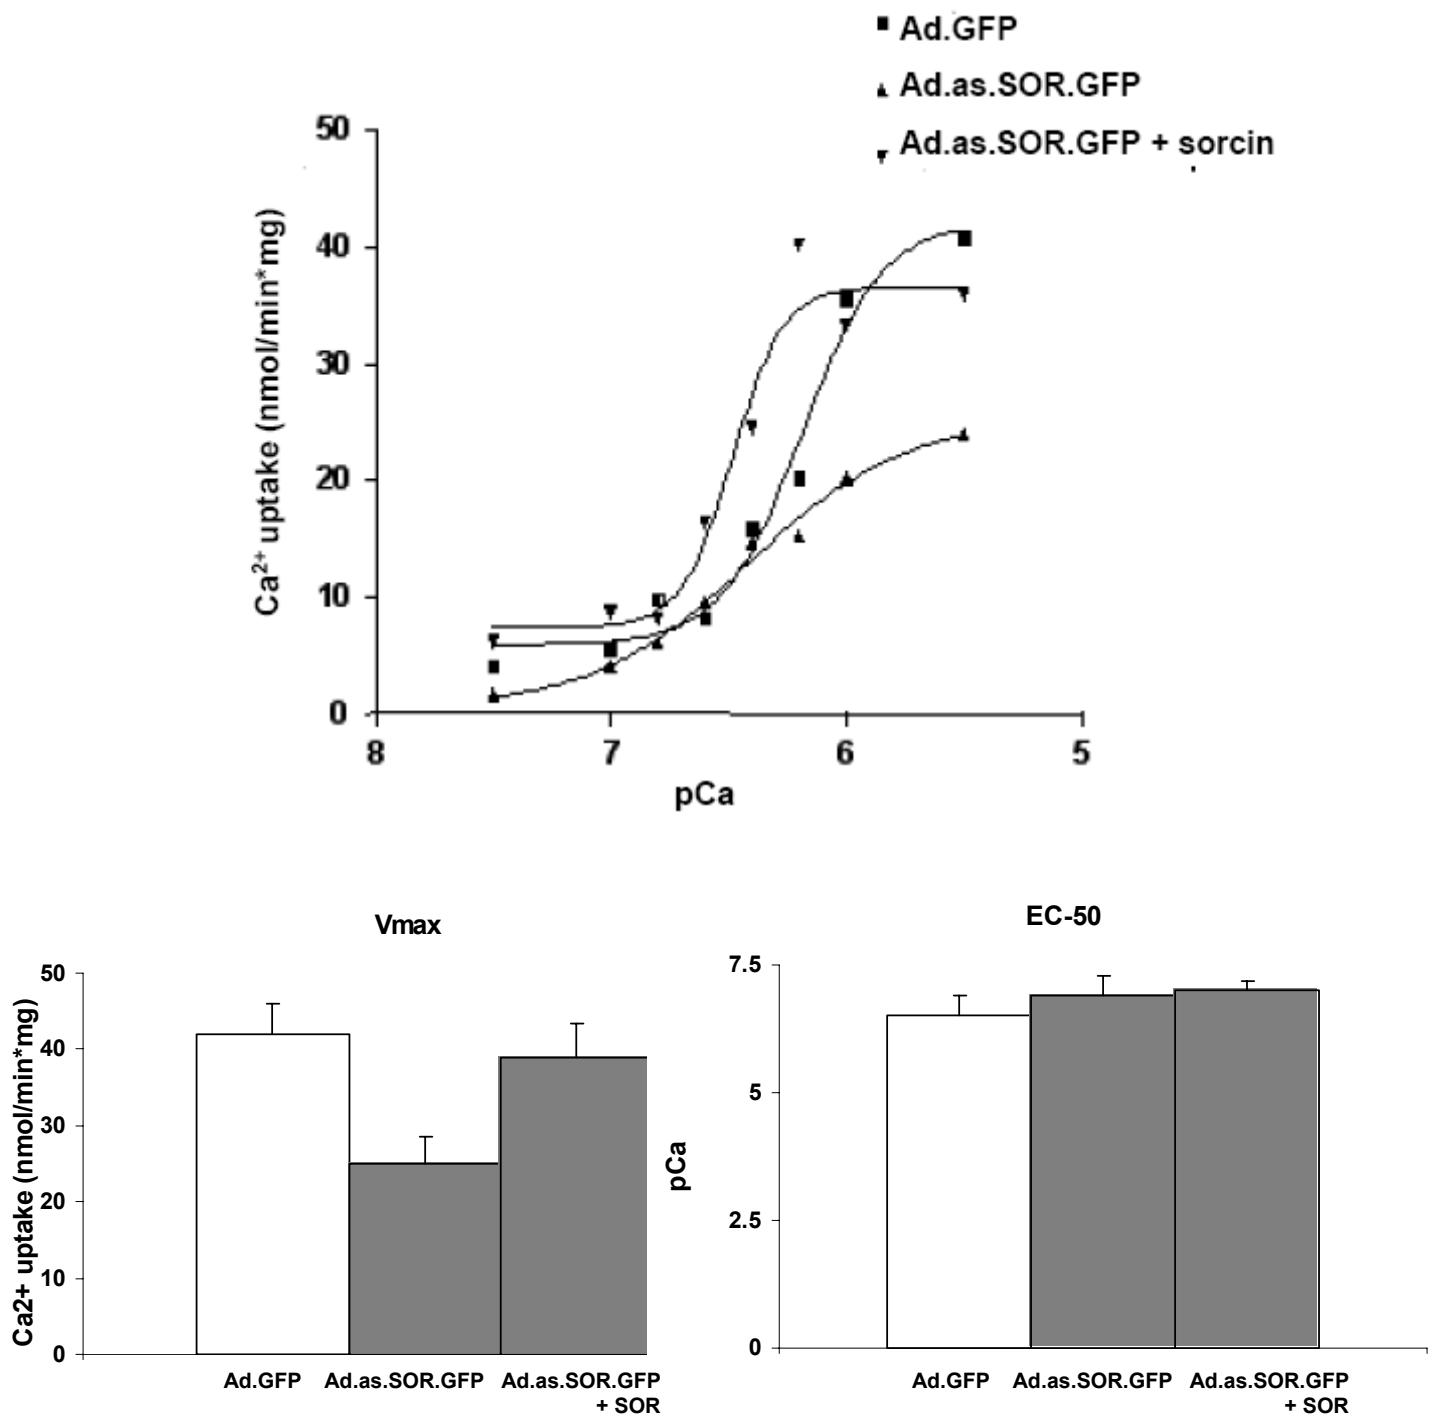 Ad.GFP
Ad.as.SOR.GFP
Ad.as.SOR.GFP + sorcin
50
40
30
20
10
0
Ca²⁺ uptake (nmol/min*mg)
8 7 6 5
pCa
Vmax
50
40
30
20
10
0
Ca2+ uptake (nmol/min*mg)
Ad.GFP Ad.as.SOR.GFP Ad.as.SOR.GFP
+ SOR
EC-50
7.5
5
2.5
0
pCa
Ad.GFP Ad.as.SOR.GFP Ad.as.SOR.GFP
+ SOR